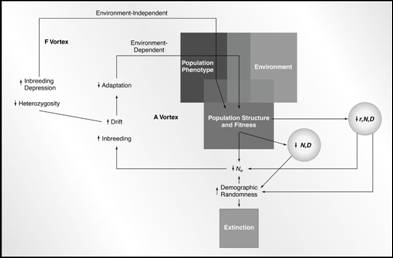 Environment-Independent
F Vortex
Environment-
Dependent
Population
Phenotype
Environment
↑ Inbreeding
Depression
↓ Adaptation
↓ Heterozygosity
A Vortex
Population Structure
and Fitness
↓ r,N,D
↑ Drift
↑ Inbreeding
↓ N,D
↓ Ne
↑ Demographic
Randomness
Extinction